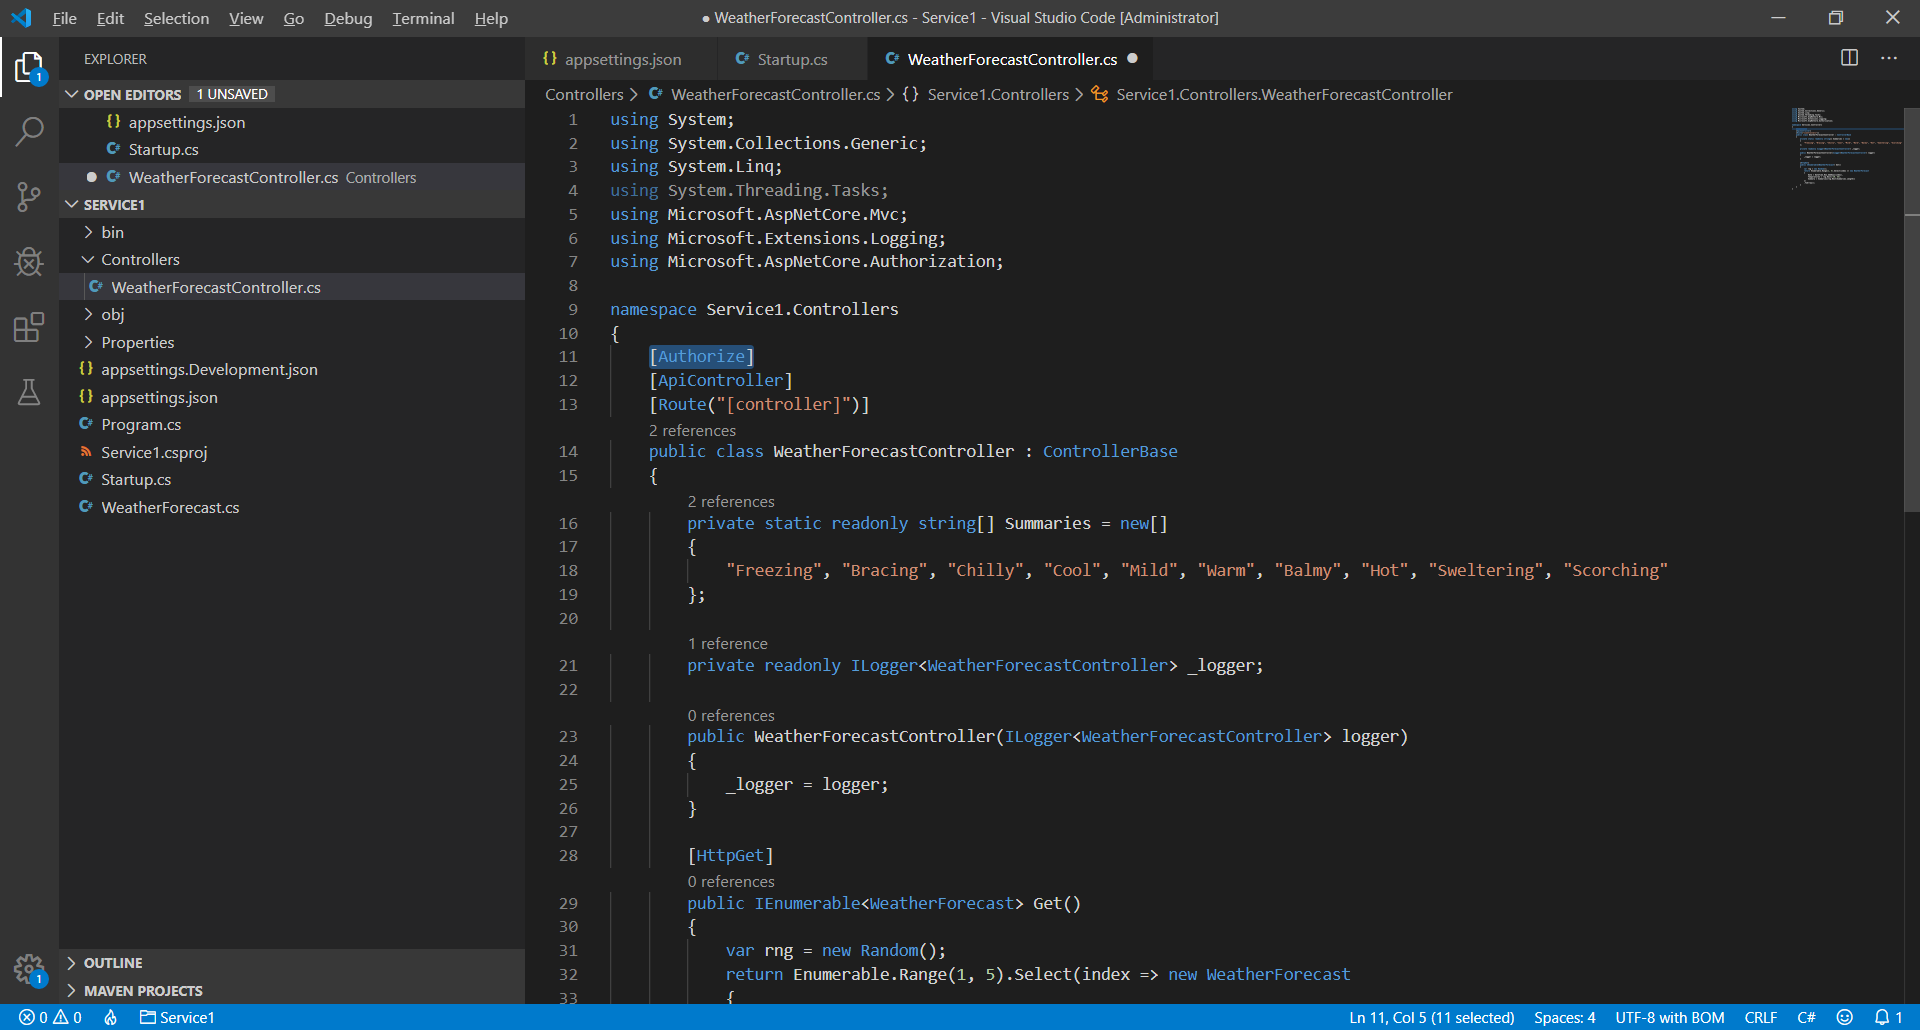 File Edit Selection View Go Debug Terminal Help
● WeatherForecastController.cs - Service1 - Visual Studio Code [Administrator]
EXPLORER
OPEN EDITORS 1 UNSAVED
{} appsettings.json
C# Startup.cs
● C# WeatherForecastController.cs Controllers
SERVICE1
bin
Controllers
C# WeatherForecastController.cs
obj
Properties
{} appsettings.Development.json
{} appsettings.json
C# Program.cs
Service1.csproj
C# Startup.cs
C# WeatherForecast.cs
OUTLINE
MAVEN PROJECTS
1
1
{} appsettings.json
C# Startup.cs
C# WeatherForecastController.cs ●
Controllers > C# WeatherForecastController.cs > {} Service1.Controllers > Service1.Controllers.WeatherForecastController
1 using System;
2 using System.Collections.Generic;
3 using System.Linq;
4 using System.Threading.Tasks;
5 using Microsoft.AspNetCore.Mvc;
6 using Microsoft.Extensions.Logging;
7 using Microsoft.AspNetCore.Authorization;
8
9 namespace Service1.Controllers
10 {
11 [Authorize]
12 [ApiController]
13 [Route("[controller]")]
2 references
14 public class WeatherForecastController : ControllerBase
15 {
2 references
16 private static readonly string[] Summaries = new[]
17 {
18 "Freezing", "Bracing", "Chilly", "Cool", "Mild", "Warm", "Balmy", "Hot", "Sweltering", "Scorching"
19 };
20
1 reference
21 private readonly ILogger<WeatherForecastController> _logger;
22
0 references
23 public WeatherForecastController(ILogger<WeatherForecastController> logger)
24 {
25 _logger = logger;
26 }
27
28 [HttpGet]
0 references
29 public IEnumerable<WeatherForecast> Get()
30 {
31 var rng = new Random();
32 return Enumerable.Range(1, 5).Select(index => new WeatherForecast
33 {
0 0 Service1 Ln 11, Col 5 (11 selected) Spaces: 4 UTF-8 with BOM CRLF C# 1